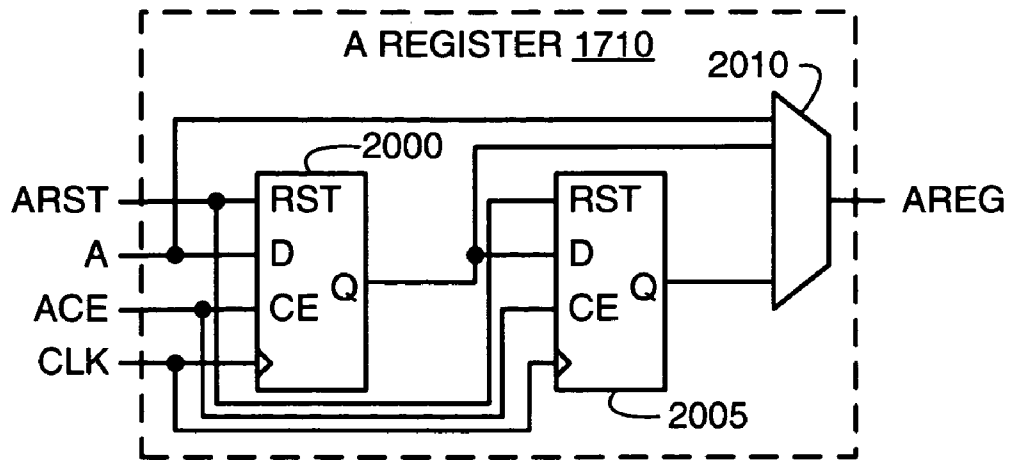 A REGISTER 1710
2010
2000
ARST
RST
RST
AREG
A
D
D
Q
Q
ACE
CE
CE
CLK
2005